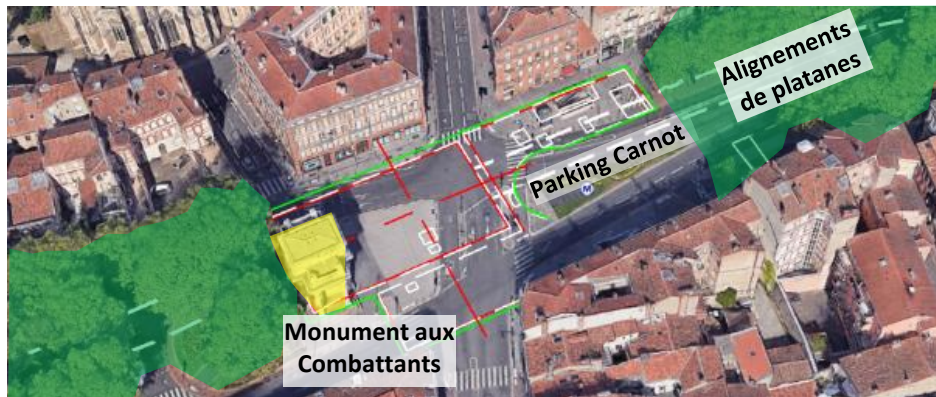 Alignements
de platanes
Parking Carnot
M
Monument aux
Combattants